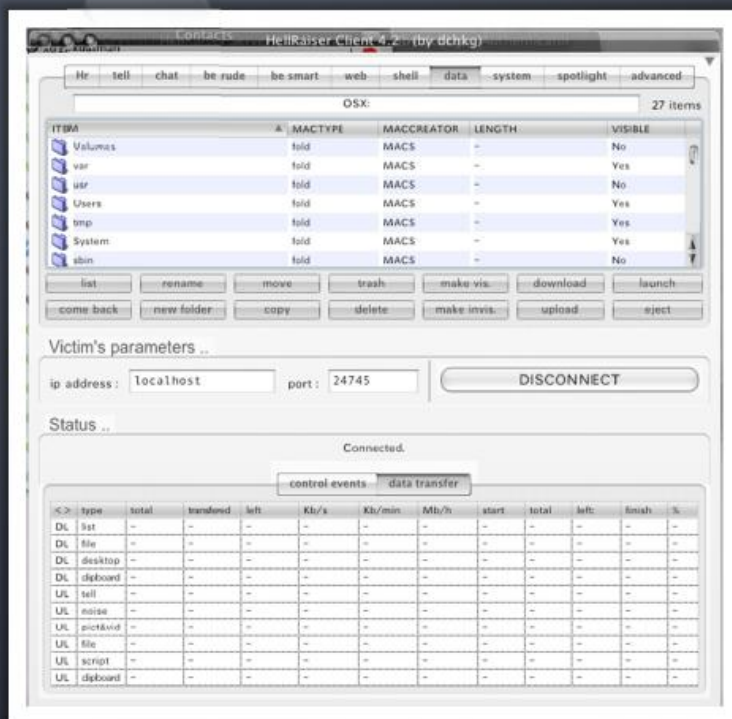 Contacts
HellRaiser Client 4.2 (by dchkg)
Hr tell chat be rude be smart web shell data system spotlight advanced
OSX: 27 items
ITEM MACTYPE MACCREATOR LENGTH VISIBLE
Volumes fold MACS - No
var fold MACS - Yes
usr fold MACS - No
Users fold MACS - Yes
tmp fold MACS - Yes
System fold MACS - Yes
sbin fold MACS - No
list rename move trash make vis. download launch
come back new folder copy delete make invis. upload eject
Victim's parameters ..
ip address : localhost port : 24745 DISCONNECT
Status ..
Connected.
control events data transfer
< > type total transfered left Kb/s Kb/min Mb/h start total left: finish %
DL list - - - - - - - - - - -
DL file - - - - - - - - - - -
DL desktop - - - - - - - - - - -
DL clipboard - - - - - - - - - - -
UL tell - - - - - - - - - - -
UL noise - - - - - - - - - - -
UL pict&vid - - - - - - - - - - -
UL file - - - - - - - - - - -
UL script - - - - - - - - - - -
UL clipboard - - - - - - - - - - -